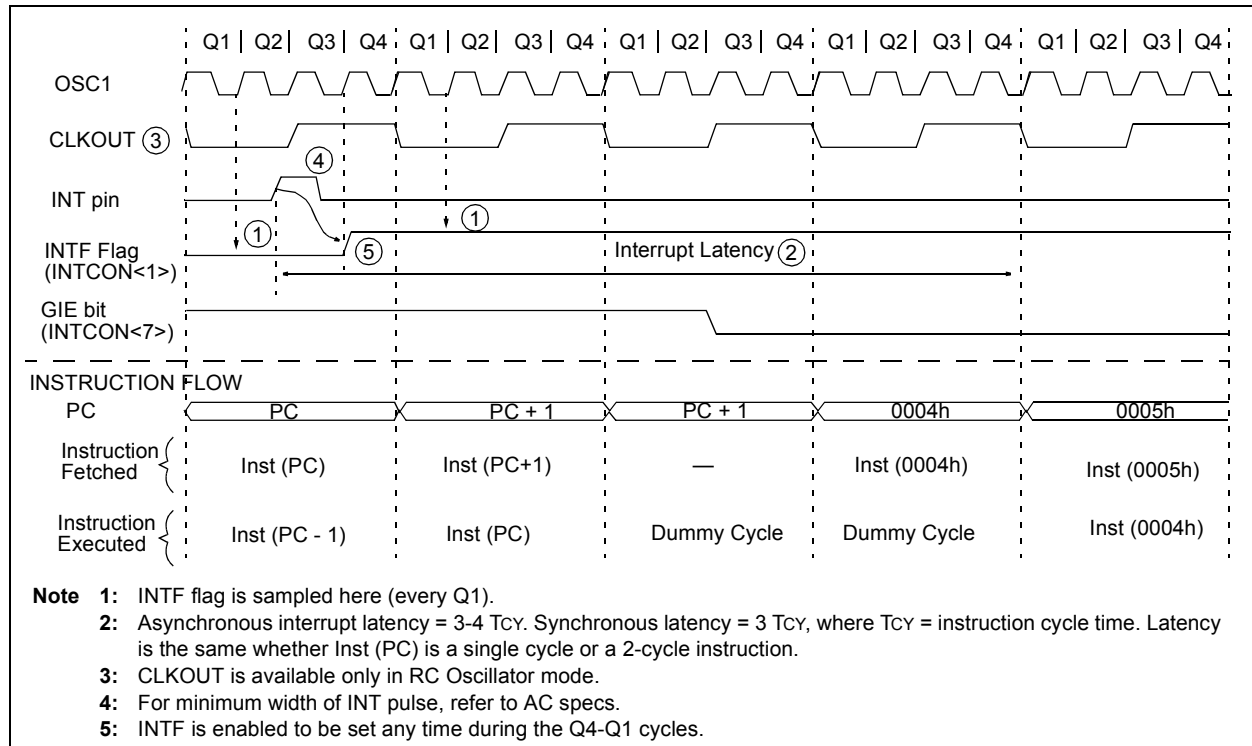 Q1 | Q2 | Q3 | Q4 Q1 | Q2 | Q3 | Q4 Q1 | Q2 | Q3 | Q4 Q1 | Q2 | Q3 | Q4 Q1 | Q2 | Q3 | Q4
OSC1
CLKOUT 3
4
INT pin
1 1
INTF Flag
(INTCON<1>)
5 Interrupt Latency 2
GIE bit
(INTCON<7>)
INSTRUCTION FLOW
PC PC PC + 1 PC + 1 0004h 0005h
Instruction
Fetched
Inst (PC) Inst (PC+1) — Inst (0004h) Inst (0005h)
Instruction
Executed
Inst (PC - 1) Inst (PC) Dummy Cycle Dummy Cycle Inst (0004h)
Note 1: INTF flag is sampled here (every Q1).
2: Asynchronous interrupt latency = 3-4 TCY. Synchronous latency = 3 TCY, where TCY = instruction cycle time. Latency
is the same whether Inst (PC) is a single cycle or a 2-cycle instruction.
3: CLKOUT is available only in RC Oscillator mode.
4: For minimum width of INT pulse, refer to AC specs.
5: INTF is enabled to be set any time during the Q4-Q1 cycles.